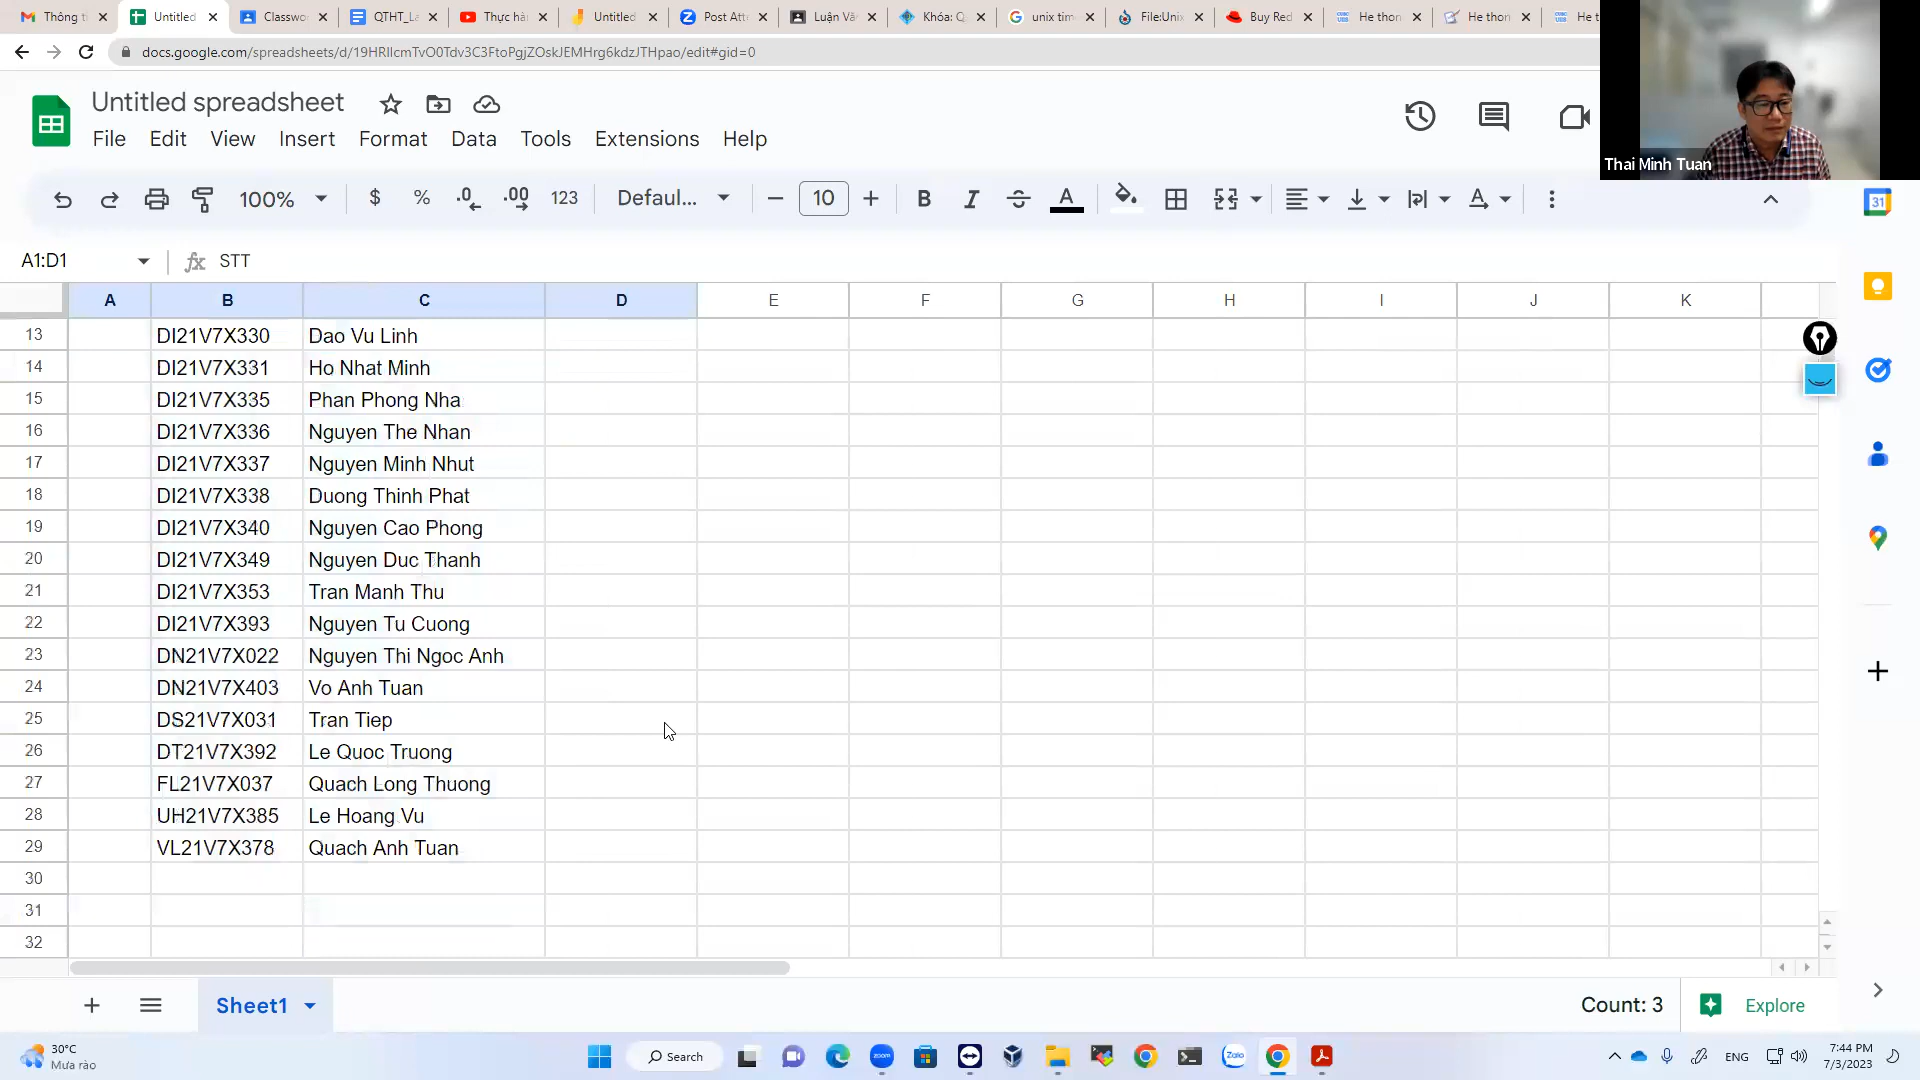 Thông t
Untitled
Classwo
QTHT_L
Thực hà
Untitled
Post Att
Luận Vă
Khóa: Q
unix tim
File:Unix
Buy Red
He thon
He thon
He t
docs.google.com/spreadsheets/d/19HRIlcmTvO0Tdv3C3FtoPgjZOskJEMHrg6kdzJTHpao/edit#gid=0
Untitled spreadsheet
File Edit View Insert Format Data Tools Extensions Help
Thai Minh Tuan
100% $ % .0 .00 123 Defaul... 10 B I S A
31
A1:D1 fx STT
A B C D E F G H I J K
13 DI21V7X330 Dao Vu Linh
14 DI21V7X331 Ho Nhat Minh
15 DI21V7X335 Phan Phong Nha
16 DI21V7X336 Nguyen The Nhan
17 DI21V7X337 Nguyen Minh Nhut
18 DI21V7X338 Duong Thinh Phat
19 DI21V7X340 Nguyen Cao Phong
20 DI21V7X349 Nguyen Duc Thanh
21 DI21V7X353 Tran Manh Thu
22 DI21V7X393 Nguyen Tu Cuong
23 DN21V7X022 Nguyen Thi Ngoc Anh
24 DN21V7X403 Vo Anh Tuan
25 DS21V7X031 Tran Tiep
26 DT21V7X392 Le Quoc Truong
27 FL21V7X037 Quach Long Thuong
28 UH21V7X385 Le Hoang Vu
29 VL21V7X378 Quach Anh Tuan
30
31
32
Sheet1
Count: 3
Explore
30°C
Mưa rào
Search
zoom
Zalo
ENG
7:44 PM
7/3/2023